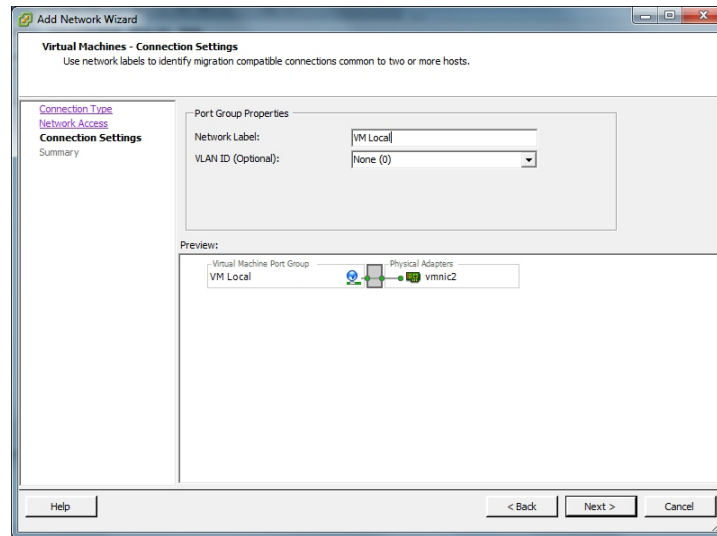 Add Network Wizard
Virtual Machines - Connection Settings
Use network labels to identify migration compatible connections common to two or more hosts.
Connection Type
Network Access
Connection Settings
Summary
Port Group Properties
Network Label:
VM Local
VLAN ID (Optional):
None (0)
Preview:
Virtual Machine Port Group
Physical Adapters
VM Local
vmnic2
Help
< Back
Next >
Cancel